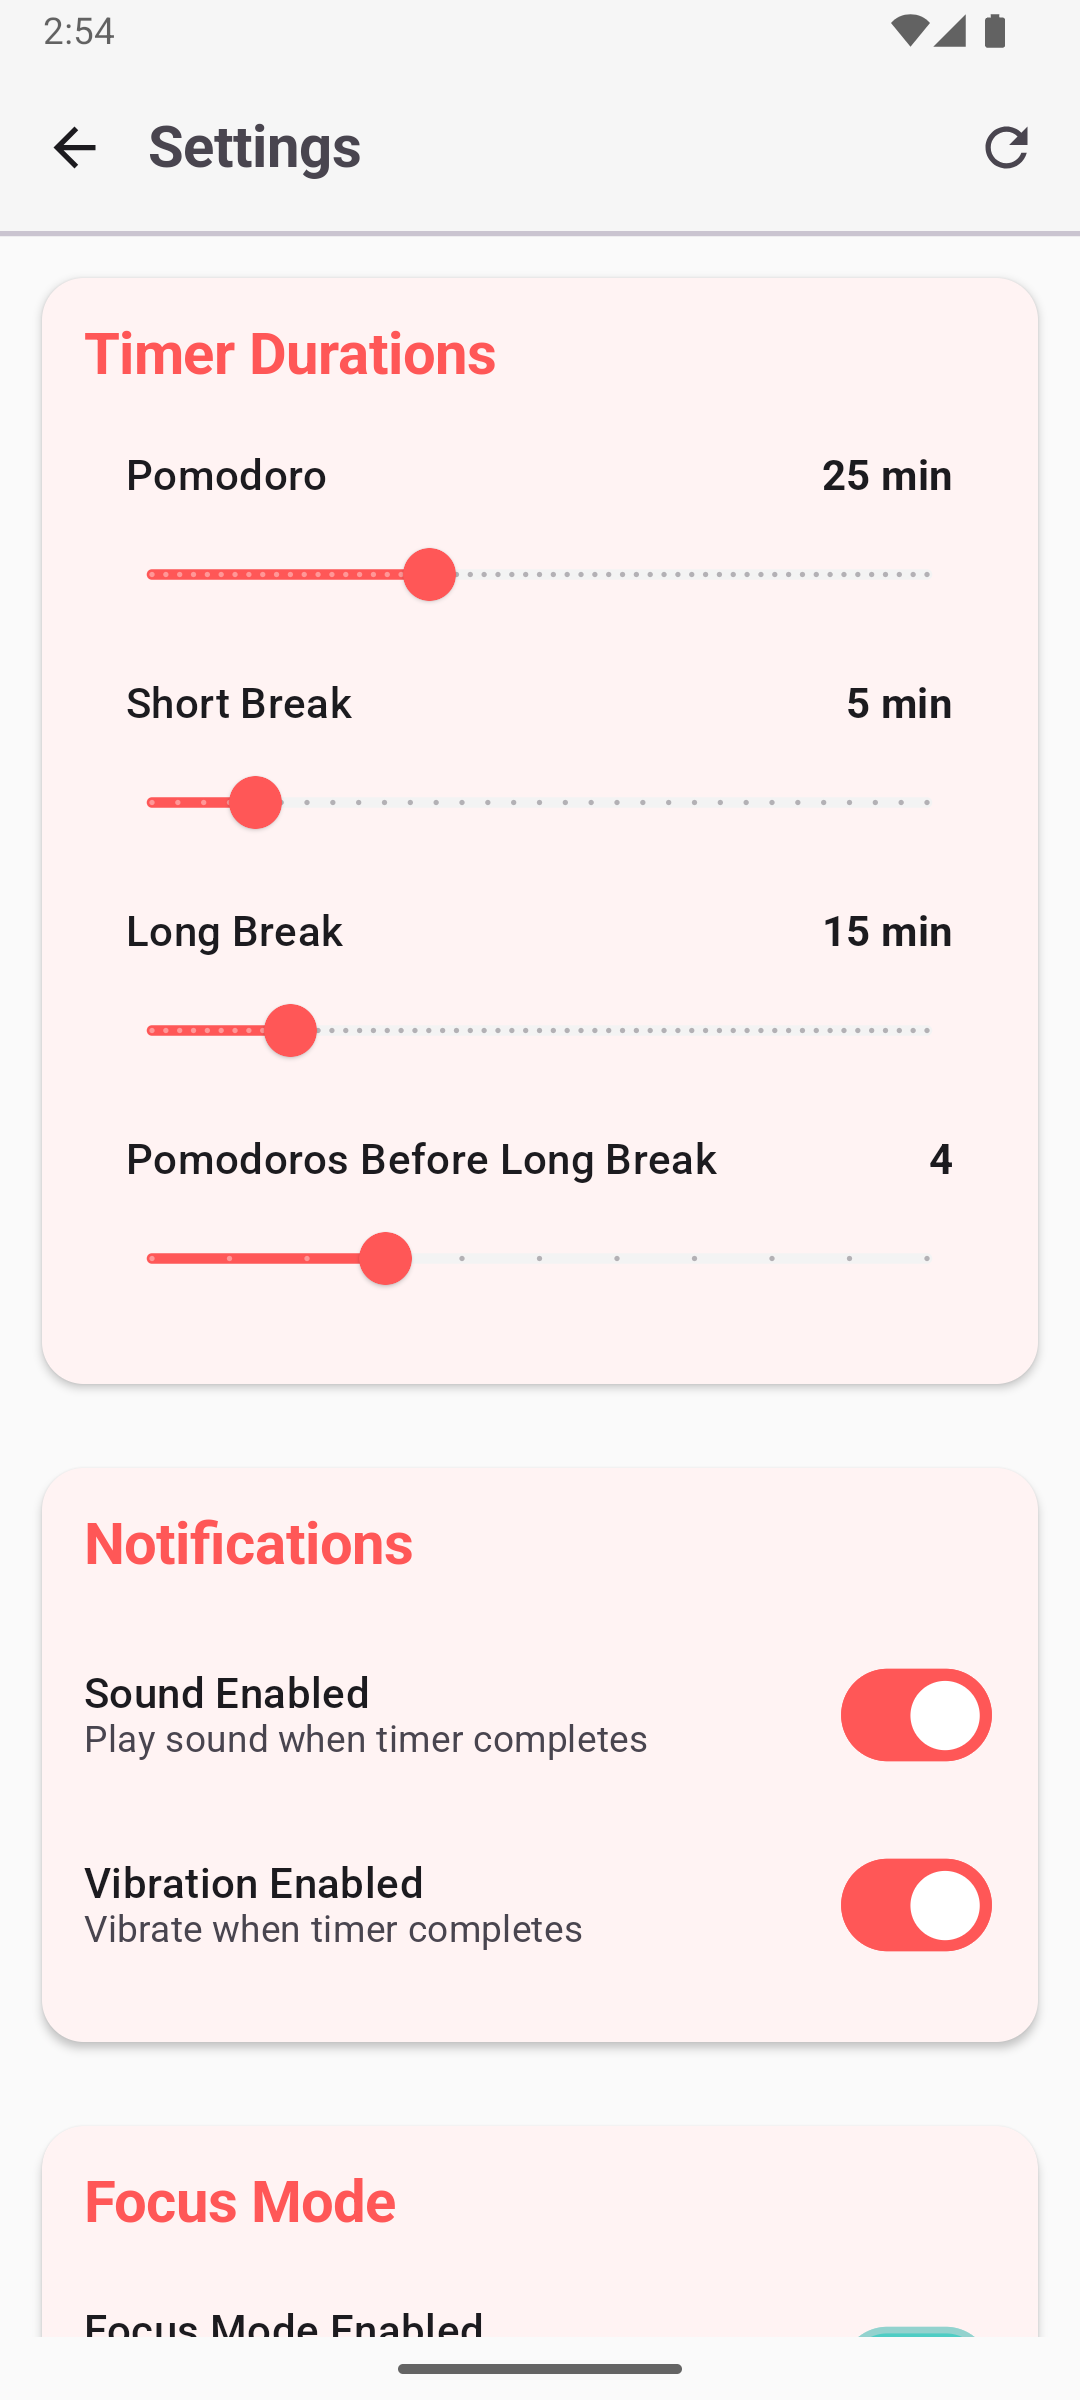 2:54
Settings
Timer Durations
Pomodoro 25 min
Short Break 5 min
Long Break 15 min
Pomodoros Before Long Break 4
Notifications
Sound Enabled
Play sound when timer completes
Vibration Enabled
Vibrate when timer completes
Focus Mode
Focus Mode Enabled